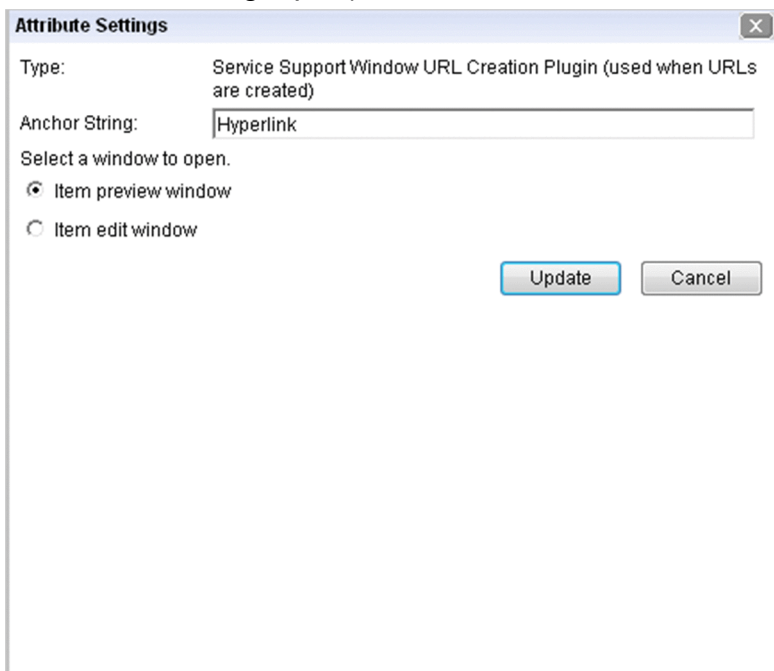 Attribute Settings
Type: Service Support Window URL Creation Plugin (used when URLs
are created)
Anchor String: Hyperlink
Select a window to open.
Item preview window
Item edit window
Update Cancel